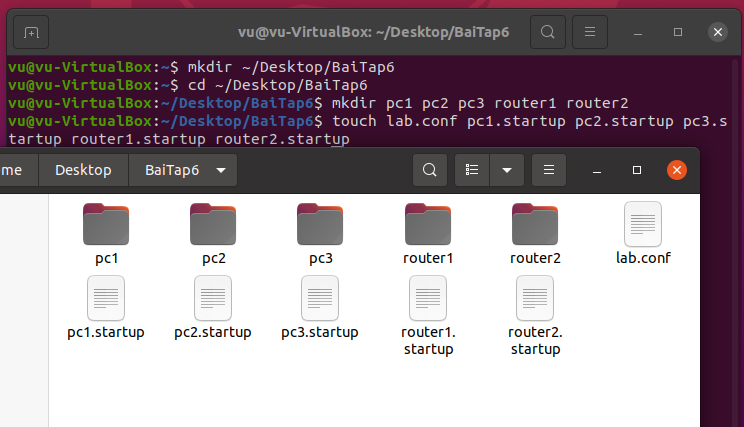 vu@vu-VirtualBox: ~/Desktop/BaiTap6
vu@vu-VirtualBox:~$ mkdir ~/Desktop/BaiTap6
vu@vu-VirtualBox:~$ cd ~/Desktop/BaiTap6
vu@vu-VirtualBox:~/Desktop/BaiTap6$ mkdir pc1 pc2 pc3 router1 router2
vu@vu-VirtualBox:~/Desktop/BaiTap6$ touch lab.conf pc1.startup pc2.startup pc3.s
tartup router1.startup router2.startup
me Desktop BaiTap6
pc1 pc2 pc3 router1 router2 lab.conf
pc1.startup pc2.startup pc3.startup router1. router2.
startup startup